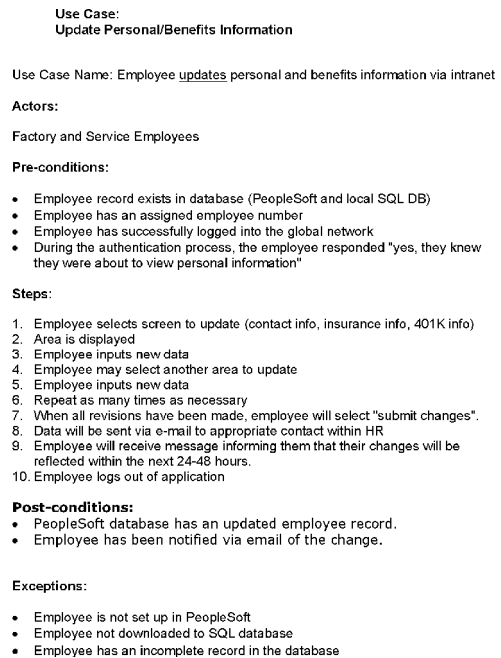 Use Case:
Update Personal/Benefits Information
Use Case Name: Employee updates personal and benefits information via intranet
Actors:
Factory and Service Employees
Pre-conditions:
• Employee record exists in database (PeopleSoft and local SQL DB)
• Employee has an assigned employee number
• Employee has successfully logged into the global network
• During the authentication process, the employee responded "yes, they knew
they were about to view personal information"
Steps:
1. Employee selects screen to update (contact info, insurance info, 401K info)
2. Area is displayed
3. Employee inputs new data
4. Employee may select another area to update
5. Employee inputs new data
6. Repeat as many times as necessary
7. When all revisions have been made, employee will select "submit changes".
8. Data will be sent via e-mail to appropriate contact within HR
9. Employee will receive message informing them that their changes will be
reflected within the next 24-48 hours.
10. Employee logs out of application
Post-conditions:
• PeopleSoft database has an updated employee record.
• Employee has been notified via email of the change.
Exceptions:
• Employee is not set up in PeopleSoft
• Employee not downloaded to SQL database
• Employee has an incomplete record in the database